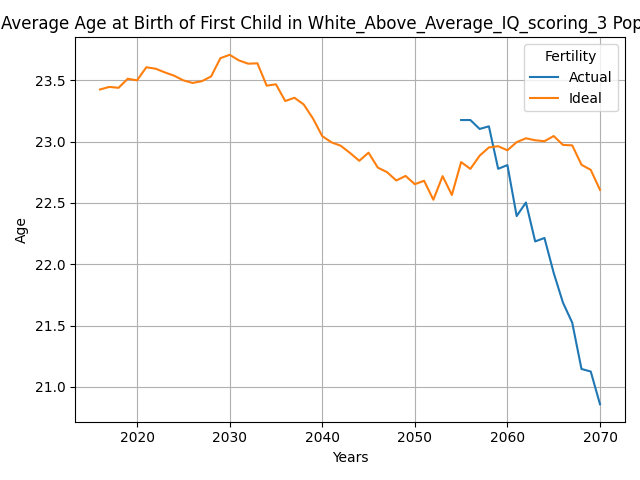 Average Age at Birth of First Child in White_Above_Average_IQ_scoring_3 Pop
Fertility
Actual
Ideal
23.5
23.0
22.5
22.0
21.5
21.0
Age
2020 2030 2040 2050 2060 2070
Years